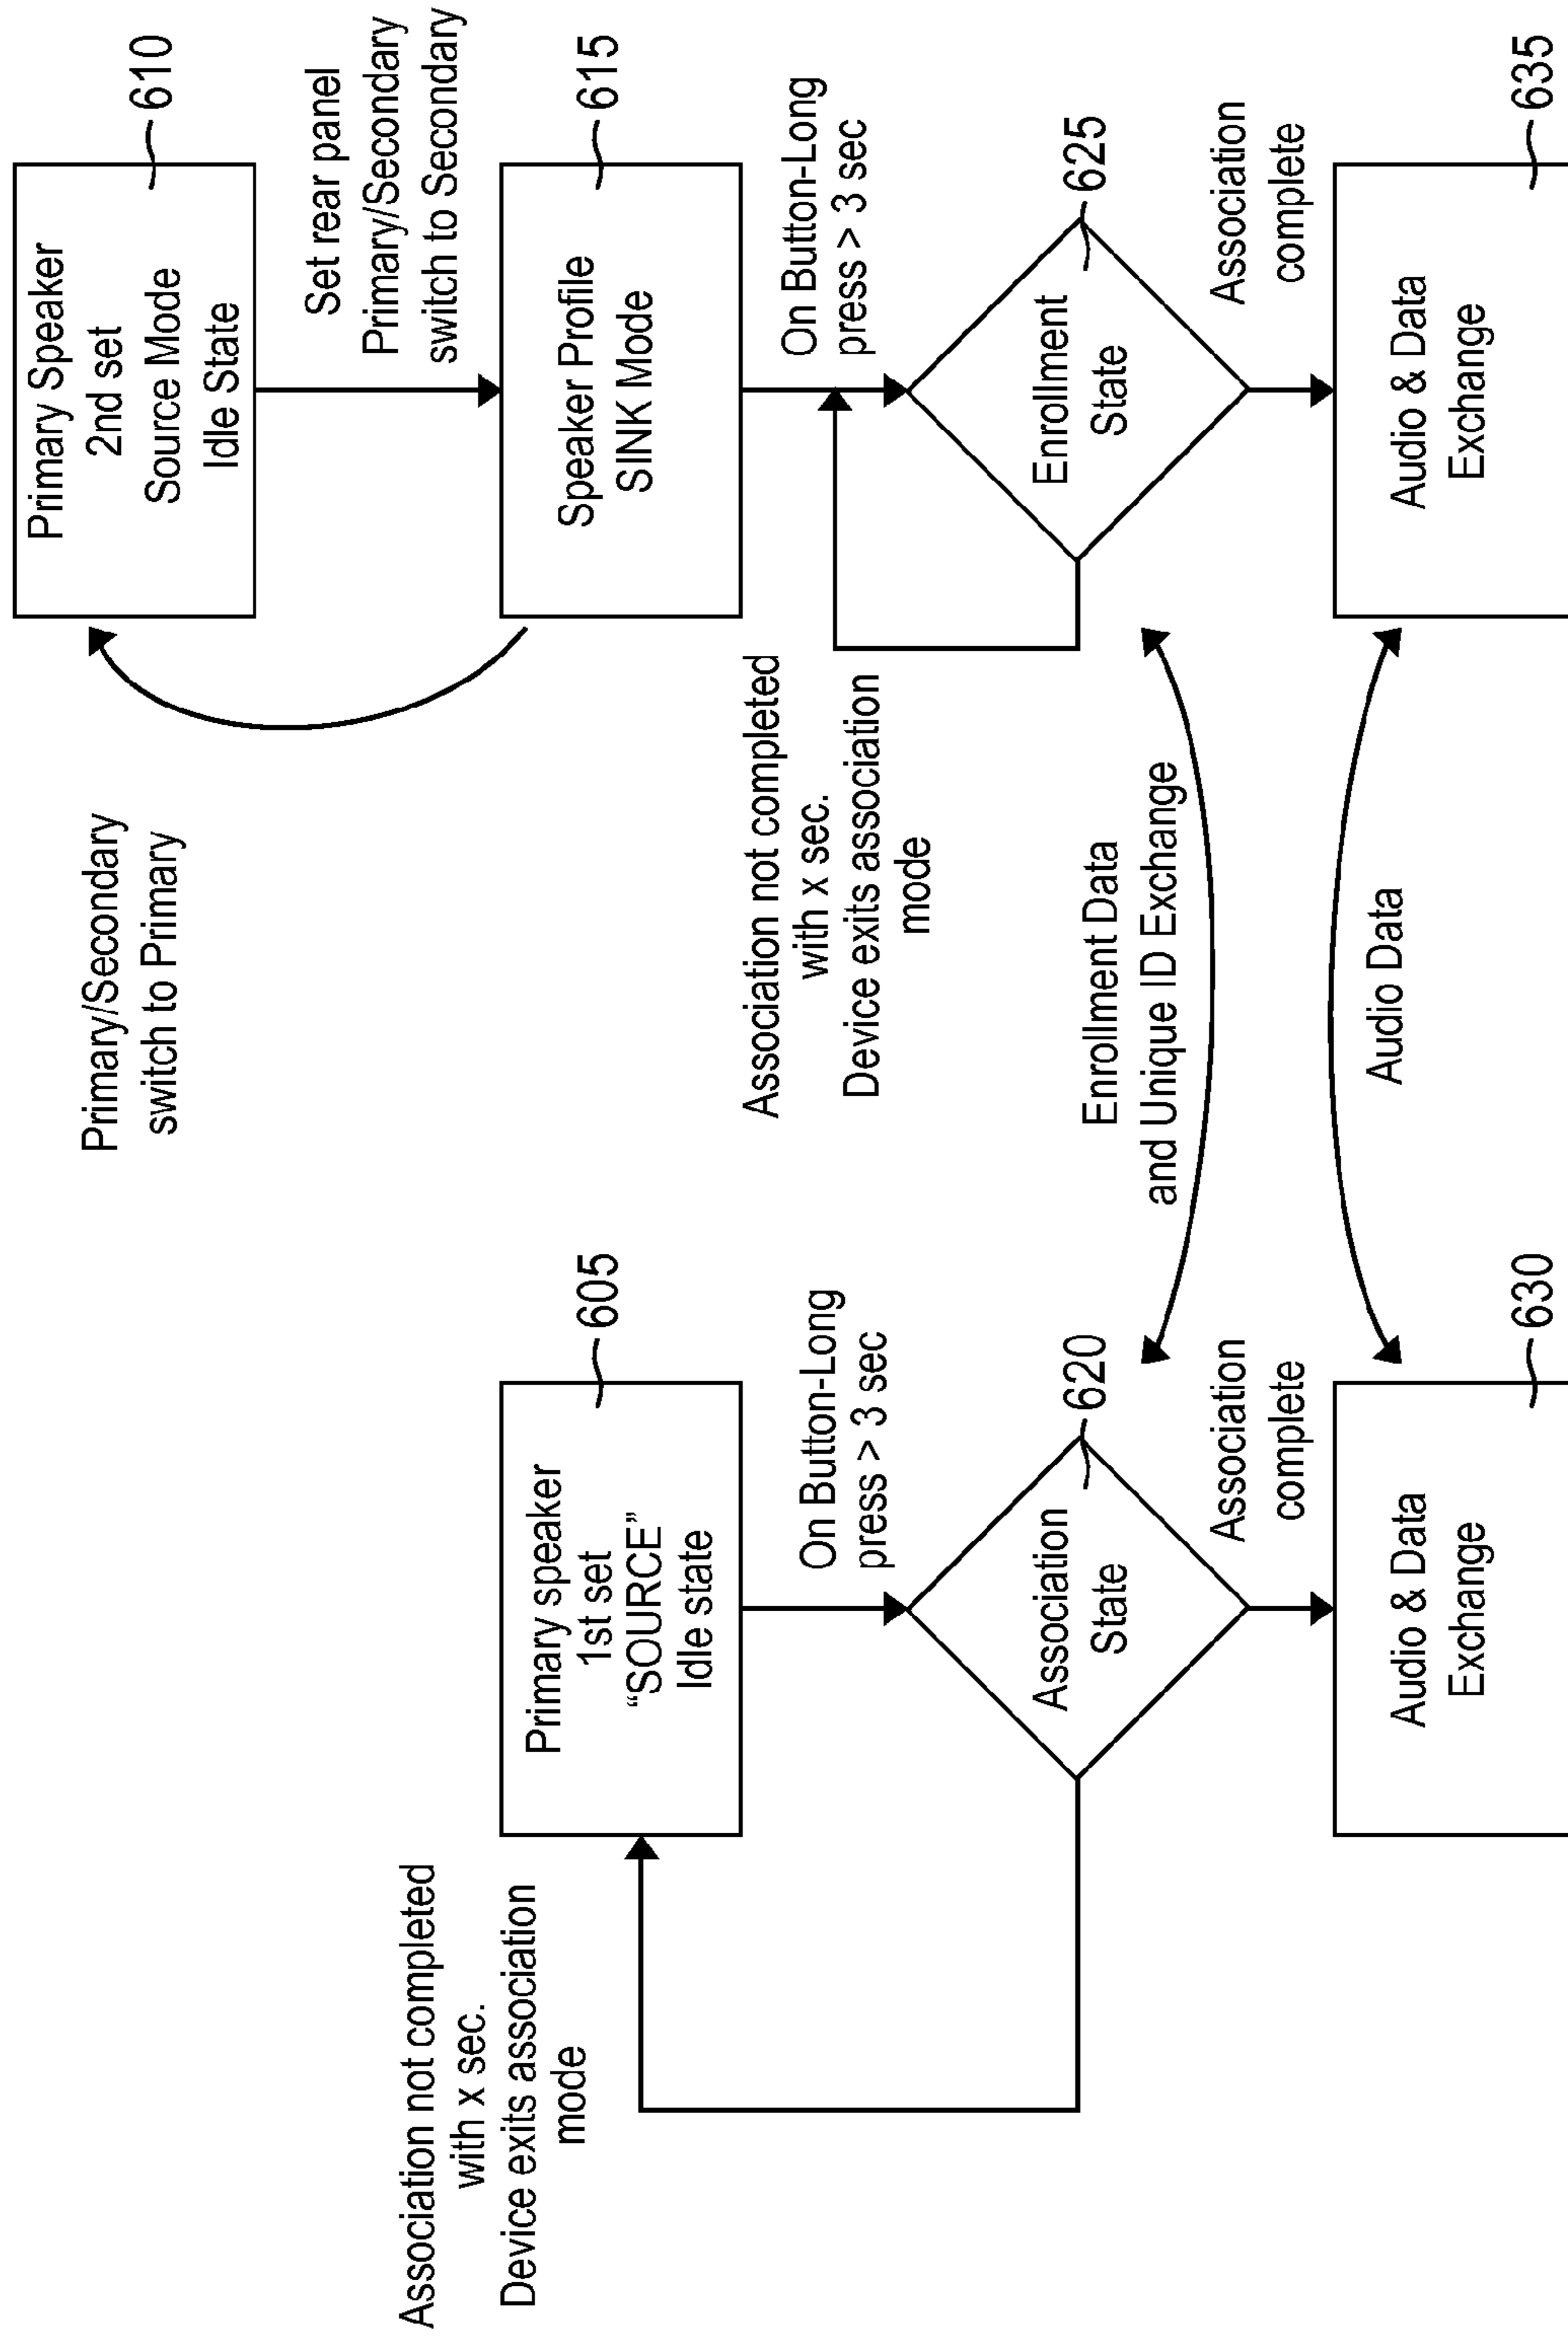 Primary Speaker
2nd set
Source Mode
Idle State
610
Primary/Secondary
switch to Primary
Set rear panel
Primary/Secondary
switch to Secondary
Association not completed
with x sec.
Device exits association
mode
Primary speaker
1st set
“SOURCE”
Idle state
605
Speaker Profile
SINK Mode
615
On Button-Long
press > 3 sec
Association not completed
with x sec.
Device exits association
mode
On Button-Long
press > 3 sec
Association
State
620
Enrollment Data
and Unique ID Exchange
Enrollment
State
625
Association
complete
Association
complete
Audio & Data
Exchange
630
Audio Data
Audio & Data
Exchange
635